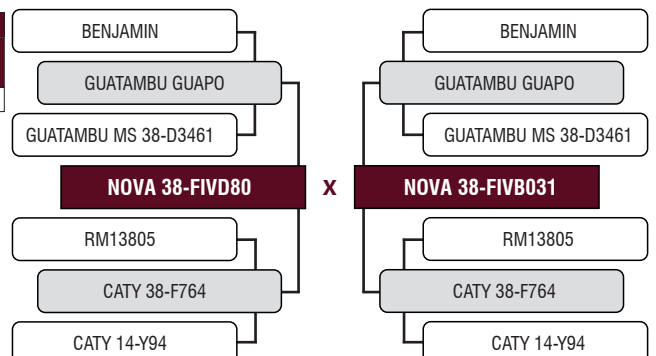 BENJAMIN
GUATAMBU GUAPO
GUATAMBU MS 38-D3461
NOVA 38-FIVD80
RM13805
CATY 38-F764
CATY 14-Y94
X
BENJAMIN
GUATAMBU GUAPO
GUATAMBU MS 38-D3461
NOVA 38-FIVB031
RM13805
CATY 38-F764
CATY 14-Y94